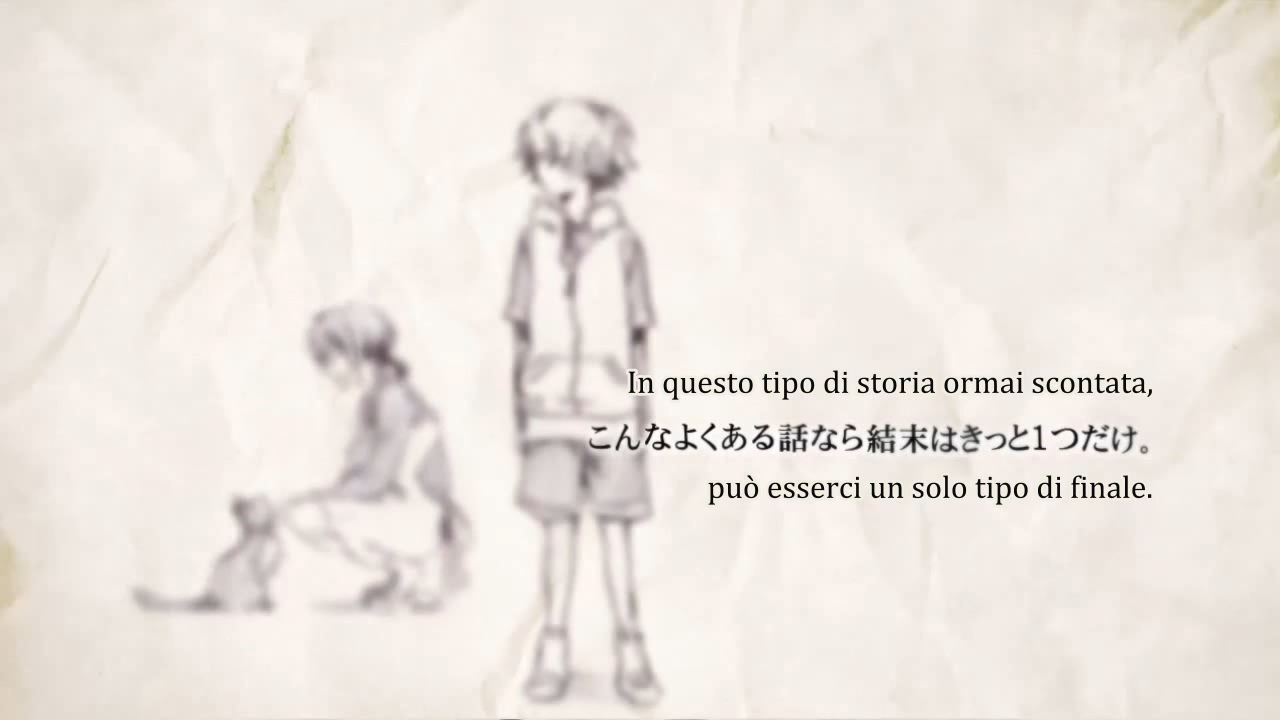 In questo tipo di storia ormai scontata,
こんなよくある話なら結末はきっと1つだけ。
può esserci un solo tipo di finale.